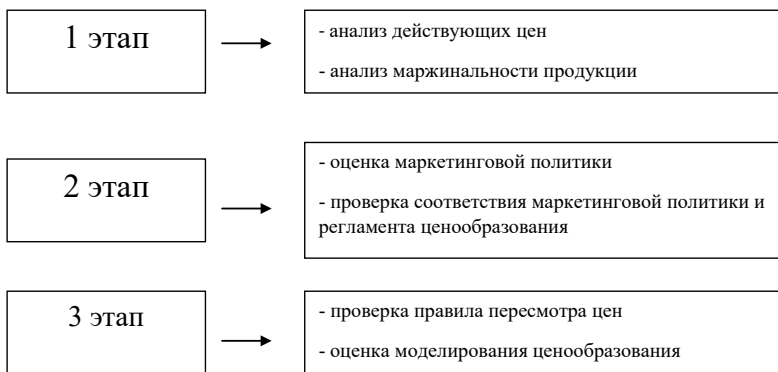 1 этап
- анализ действующих цен
- анализ маржинальности продукции
2 этап
- оценка маркетинговой политики
- проверка соответствия маркетинговой политики и
регламента ценообразования
3 этап
- проверка правила пересмотра цен
- оценка моделирования ценообразования